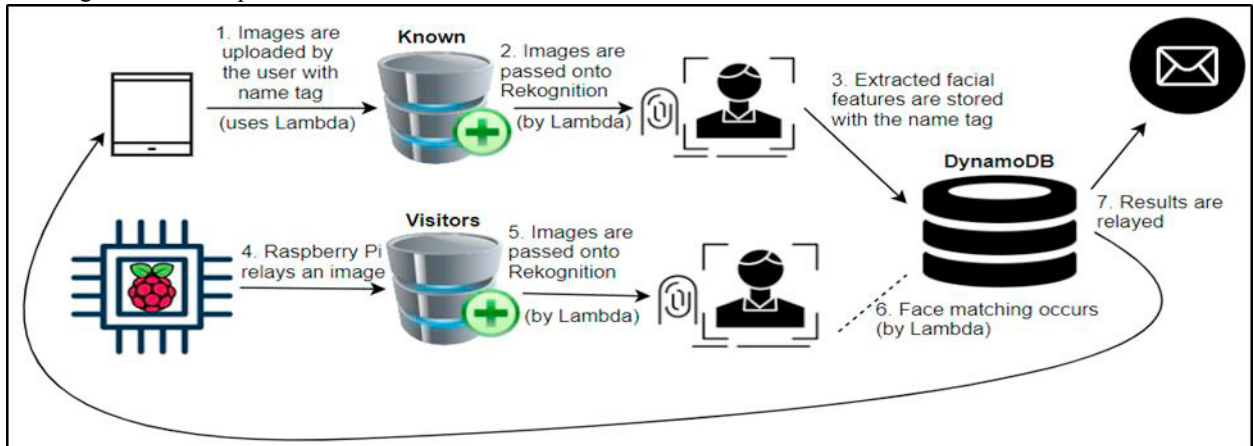 1. Images are
uploaded by
the user with
name tag
(uses Lambda)
Known
2. Images are
passed onto
Rekognition
(by Lambda)
3. Extracted facial
features are stored
with the name tag
DynamoDB
4. Raspberry Pi
relays an image
Visitors
5. Images are
passed onto
Rekognition
(by Lambda)
6. Face matching occurs
(by Lambda)
7. Results are
relayed